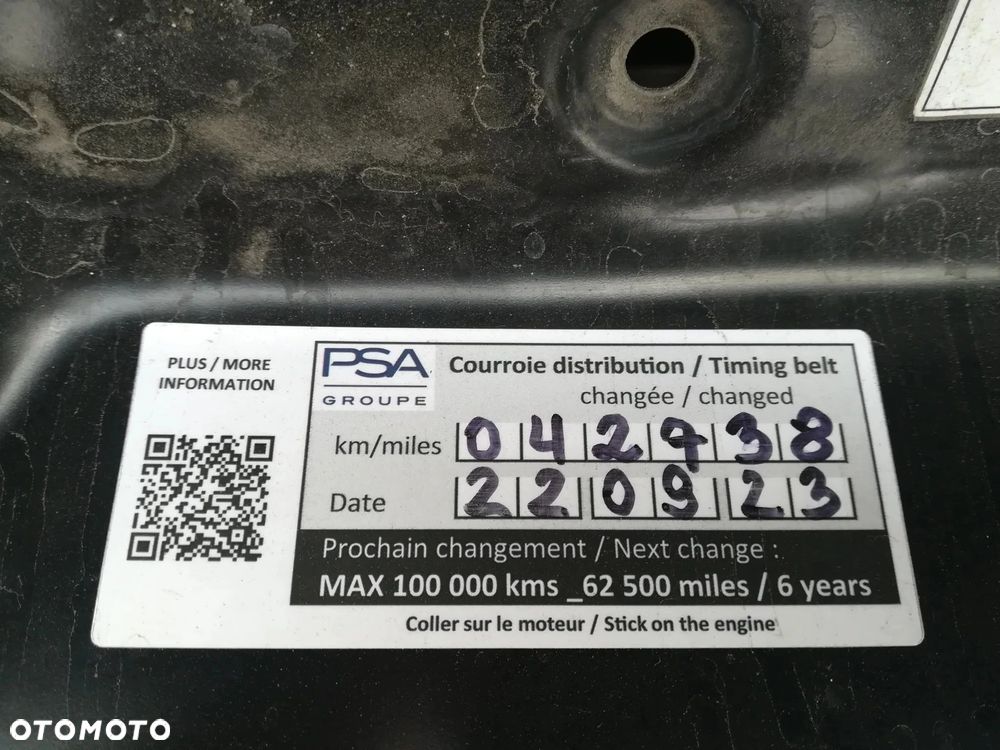 PLUS / MORE
INFORMATION
PSA
GROUPE
Courroie distribution / Timing belt
changée / changed
km/miles 042938
Date 220923
Prochain changement / Next change :
MAX 100 000 kms _62 500 miles / 6 years
Coller sur le moteur / Stick on the engine
OTOMOTO